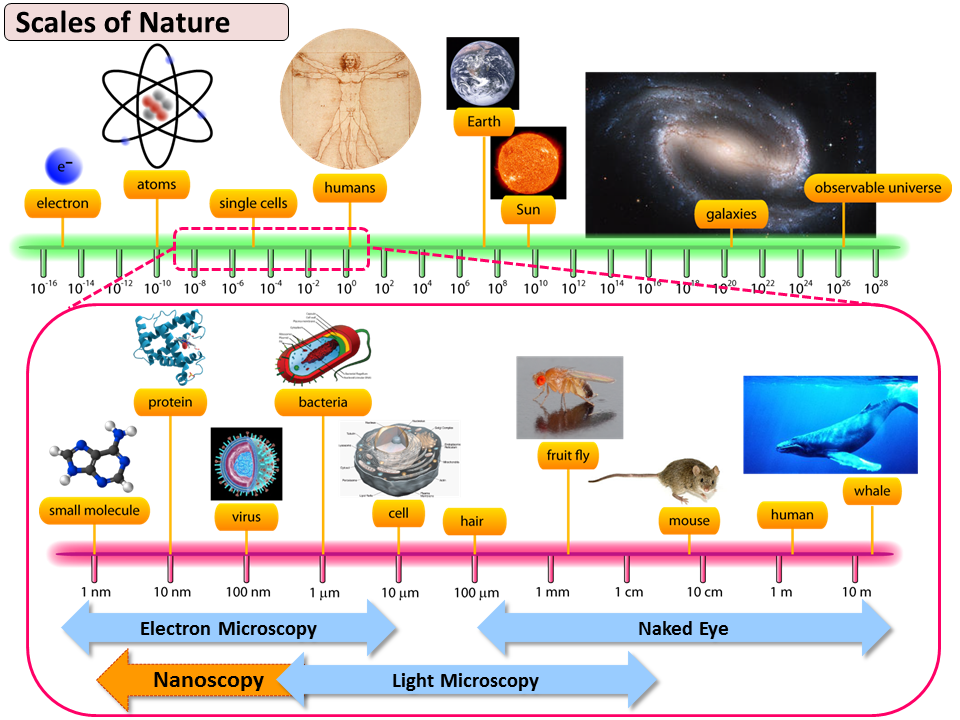 Scales of Nature
e⁻
electron
atoms
single cells
humans
Earth
Sun
galaxies
observable universe
10⁻¹⁶ 10⁻¹⁴ 10⁻¹² 10⁻¹⁰ 10⁻⁸ 10⁻⁶ 10⁻⁴ 10⁻² 10⁰ 10² 10⁴ 10⁶ 10⁸ 10¹⁰ 10¹² 10¹⁴ 10¹⁶ 10¹⁸ 10²⁰ 10²² 10²⁴ 10²⁶ 10²⁸
small molecule
protein
virus
bacteria
cell
hair
fruit fly
mouse
human
whale
1 nm 10 nm 100 nm 1 μm 10 μm 100 μm 1 mm 1 cm 10 cm 1 m 10 m
Electron Microscopy
Naked Eye
Nanoscopy
Light Microscopy